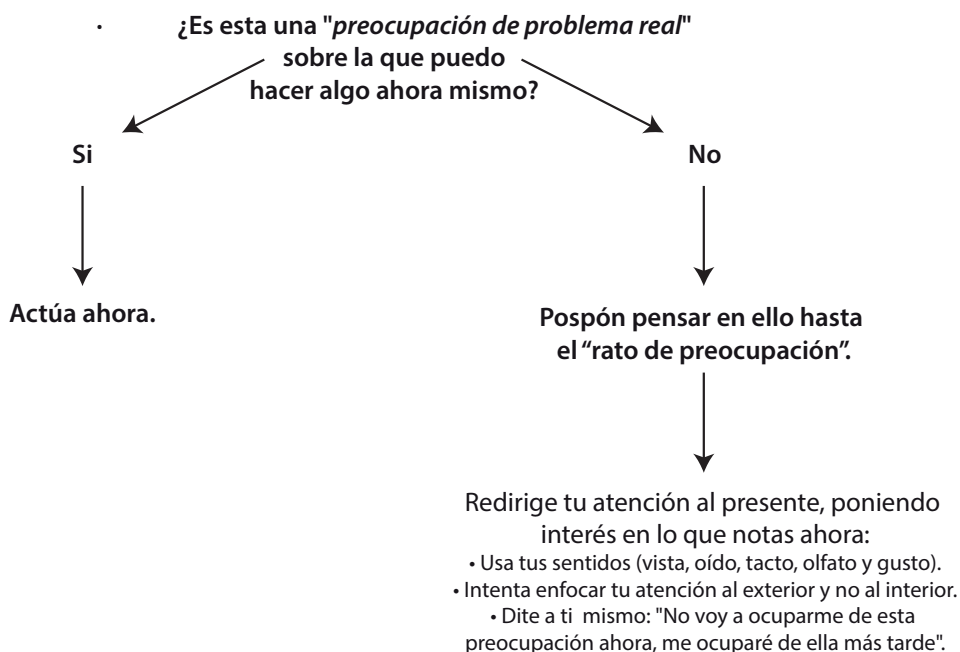 · ¿Es esta una "preocupación de problema real"
sobre la que puedo
hacer algo ahora mismo?
Si
No
Actúa ahora.
Pospón pensar en ello hasta
el “rato de preocupación”.
Redirige tu atención al presente, poniendo
interés en lo que notas ahora:
• Usa tus sentidos (vista, oído, tacto, olfato y gusto).
• Intenta enfocar tu atención al exterior y no al interior.
• Dite a ti mismo: "No voy a ocuparme de esta
preocupación ahora, me ocuparé de ella más tarde".